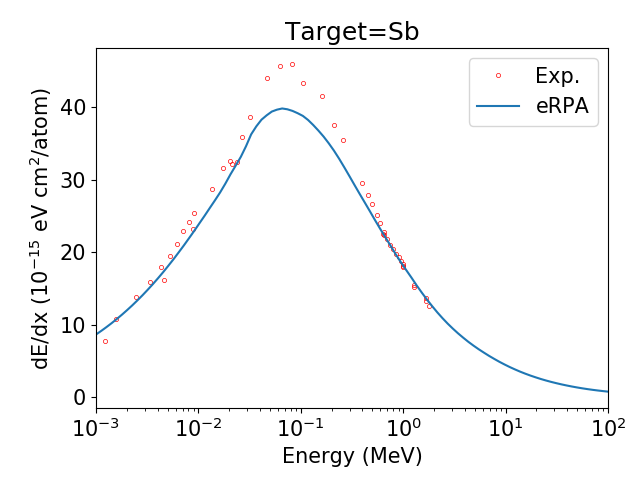 Target=Sb
Exp.
eRPA
dE/dx (10⁻¹⁵ eV cm²/atom)
40
30
20
10
0
10⁻³ 10⁻² 10⁻¹ 10⁰ 10¹ 10²
Energy (MeV)